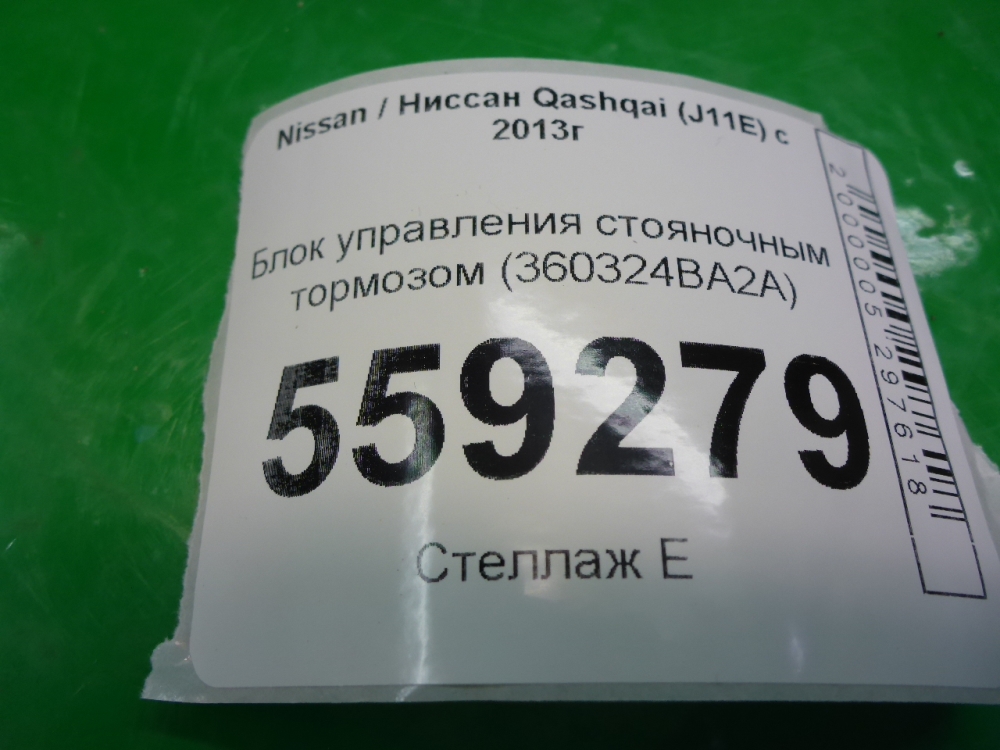 Nissan / Ниссан Qashqai (J11E) с
2013г
Блок управления стояночным
тормозом (360324BA2A)
559279
Стеллаж Е
2000005297618